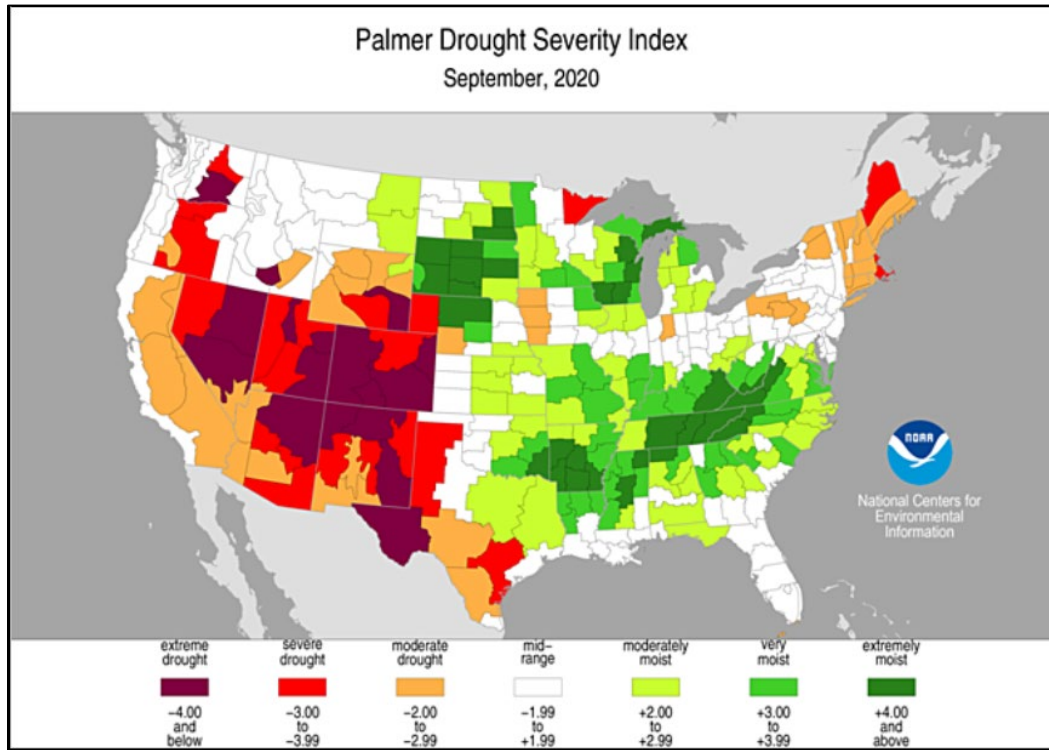 Palmer Drought Severity Index
September, 2020
NOAA
National Centers for
Environmental
Information
extreme drought
severe drought
moderate drought
mid-range
moderately moist
very moist
extremely moist
−4.00 and below
−3.00 to −3.99
−2.00 to −2.99
−1.99 to +1.99
+2.00 to +2.99
+3.00 to +3.99
+4.00 and above